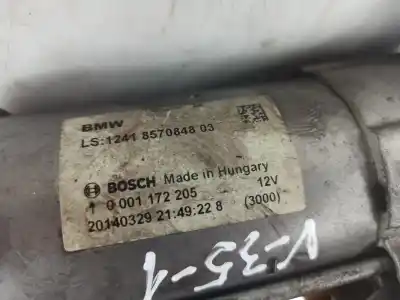 BMW
LS:1241 8570848 03
BOSCH Made in Hungary
0 001 172 205 12V
20140329 21:49:22 8 (3000)
V-35-1